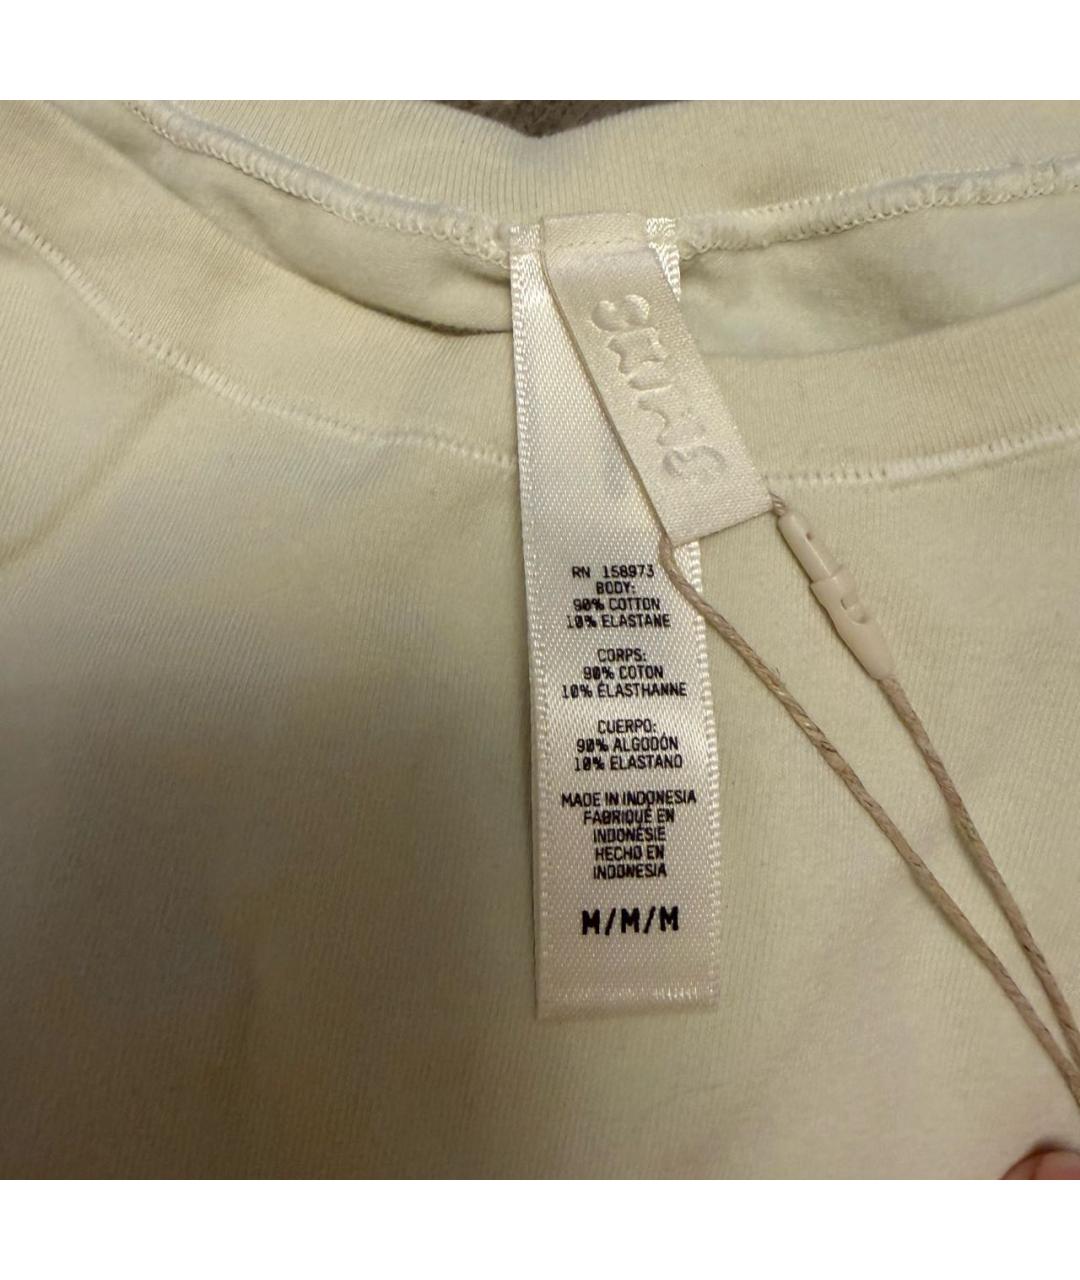 SKIMS
RN 158973
BODY:
90% COTTON
10% ELASTANE
CORPS:
90% COTON
10% ÉLASTHANNE
CUERPO:
90% ALGODÓN
10% ELASTANO
MADE IN INDONESIA
FABRIQUÉ EN
INDONÉSIE
HECHO EN
INDONESIA
M/M/M